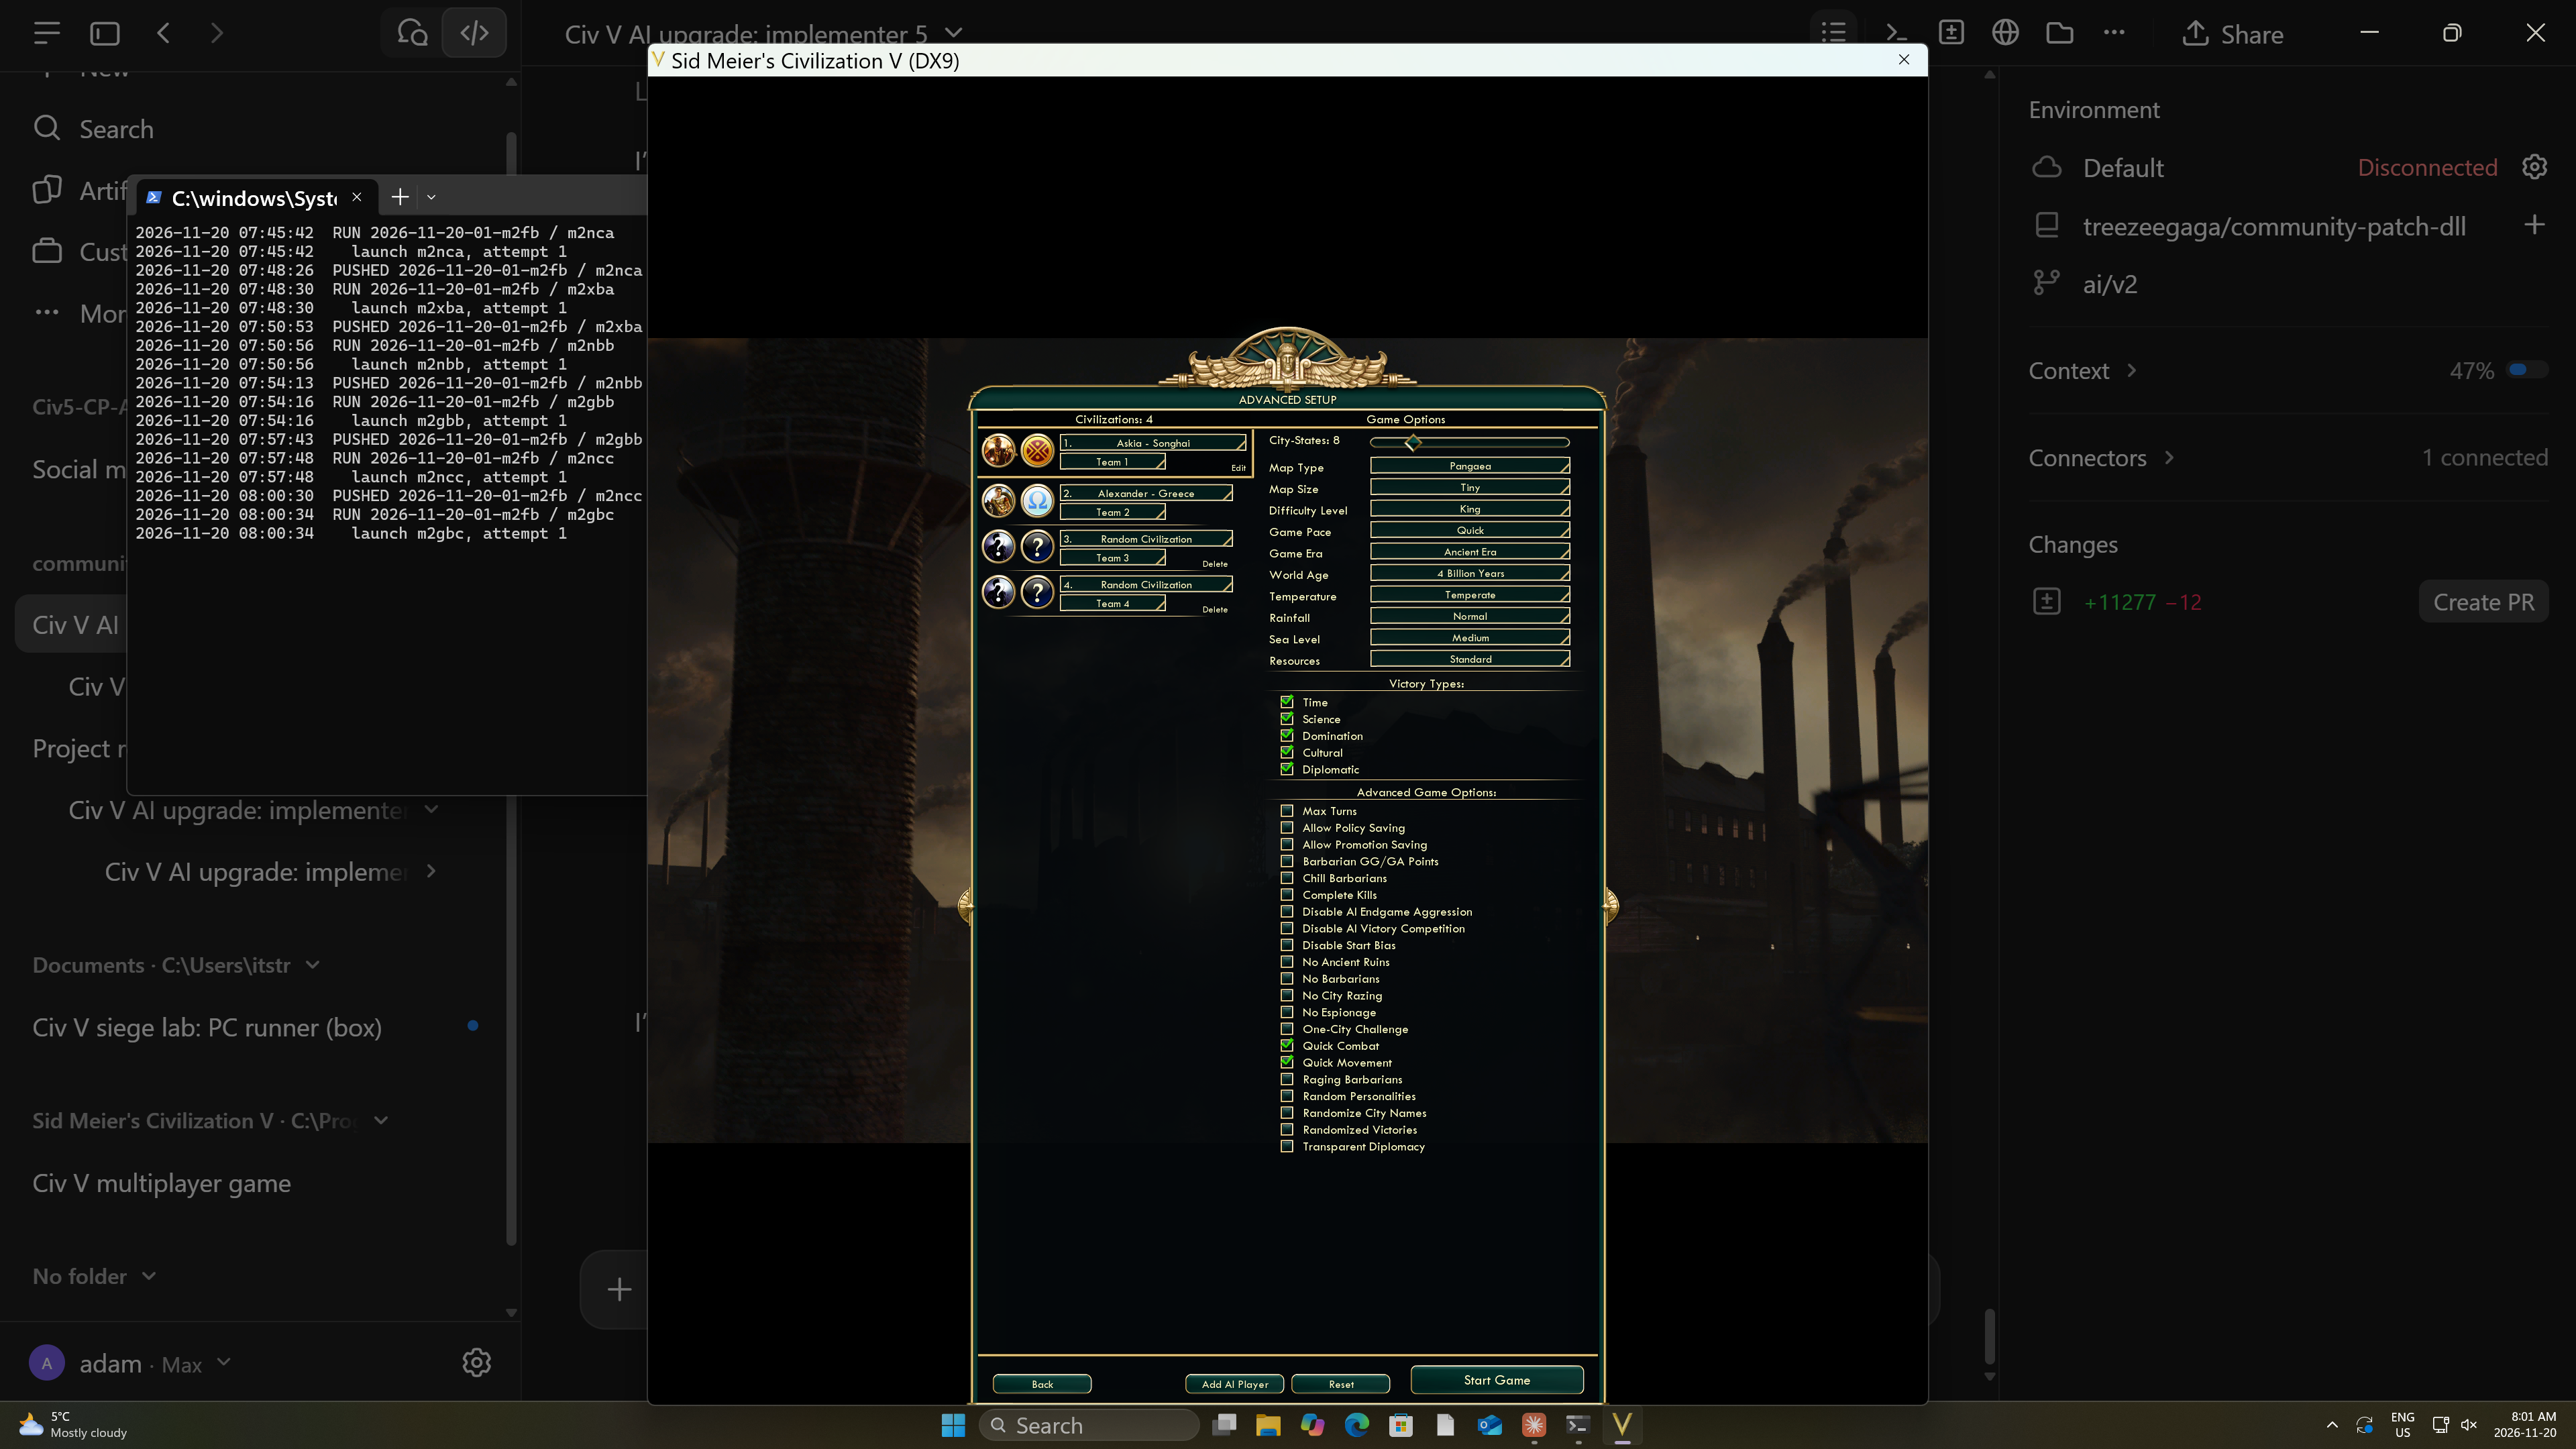 Civ V AI upgrade: implementer 5
Share
New
Search
Artif
Cust
Mor
Civ5-CP-A
Social m
communi
Civ V AI
Civ V
Project r
Civ V AI upgrade: implemente
Civ V AI upgrade: impleme
Documents · C:\Users\itstr
Civ V siege lab: PC runner (box)
Sid Meier's Civilization V · C:\Pro
Civ V multiplayer game
No folder
A
adam · Max
C:\windows\Syst
2026-11-20 07:45:42 RUN 2026-11-20-01-m2fb / m2nca
2026-11-20 07:45:42 launch m2nca, attempt 1
2026-11-20 07:48:26 PUSHED 2026-11-20-01-m2fb / m2nca
2026-11-20 07:48:30 RUN 2026-11-20-01-m2fb / m2xba
2026-11-20 07:48:30 launch m2xba, attempt 1
2026-11-20 07:50:53 PUSHED 2026-11-20-01-m2fb / m2xba
2026-11-20 07:50:56 RUN 2026-11-20-01-m2fb / m2nbb
2026-11-20 07:50:56 launch m2nbb, attempt 1
2026-11-20 07:54:13 PUSHED 2026-11-20-01-m2fb / m2nbb
2026-11-20 07:54:16 RUN 2026-11-20-01-m2fb / m2gbb
2026-11-20 07:54:16 launch m2gbb, attempt 1
2026-11-20 07:57:43 PUSHED 2026-11-20-01-m2fb / m2gbb
2026-11-20 07:57:48 RUN 2026-11-20-01-m2fb / m2ncc
2026-11-20 07:57:48 launch m2ncc, attempt 1
2026-11-20 08:00:30 PUSHED 2026-11-20-01-m2fb / m2ncc
2026-11-20 08:00:34 RUN 2026-11-20-01-m2fb / m2gbc
2026-11-20 08:00:34 launch m2gbc, attempt 1
Sid Meier's Civilization V (DX9)
ADVANCED SETUP
Civilizations: 4
1. Askia - Songhai
Team 1
Edit
2. Alexander - Greece
Team 2
3. Random Civilization
Team 3
Delete
4. Random Civilization
Team 4
Delete
Game Options
City-States: 8
Map Type Pangaea
Map Size Tiny
Difficulty Level King
Game Pace Quick
Game Era Ancient Era
World Age 4 Billion Years
Temperature Temperate
Rainfall Normal
Sea Level Medium
Resources Standard
Victory Types:
Time
Science
Domination
Cultural
Diplomatic
Advanced Game Options:
Max Turns
Allow Policy Saving
Allow Promotion Saving
Barbarian GG/GA Points
Chill Barbarians
Complete Kills
Disable AI Endgame Aggression
Disable AI Victory Competition
Disable Start Bias
No Ancient Ruins
No Barbarians
No City Razing
No Espionage
One-City Challenge
Quick Combat
Quick Movement
Raging Barbarians
Random Personalities
Randomize City Names
Randomized Victories
Transparent Diplomacy
Back
Add AI Player
Reset
Start Game
Environment
Default Disconnected
treezeegaga/community-patch-dll
ai/v2
Context 47%
Connectors 1 connected
Changes
+11277 −12
Create PR
5°C
Mostly cloudy
Search
ENG
US
8:01 AM
2026-11-20